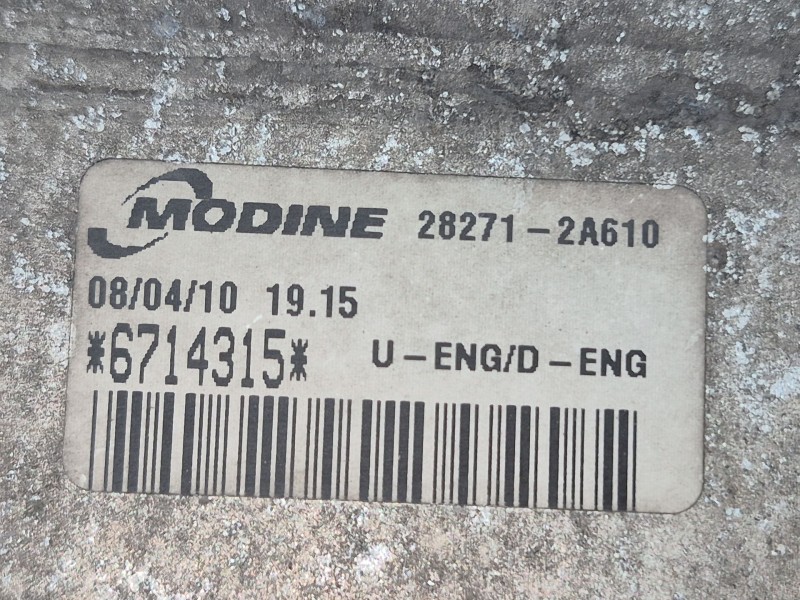 MODINE 28271-2A610
08/04/10 19.15
*6714315* U-ENG/D-ENG